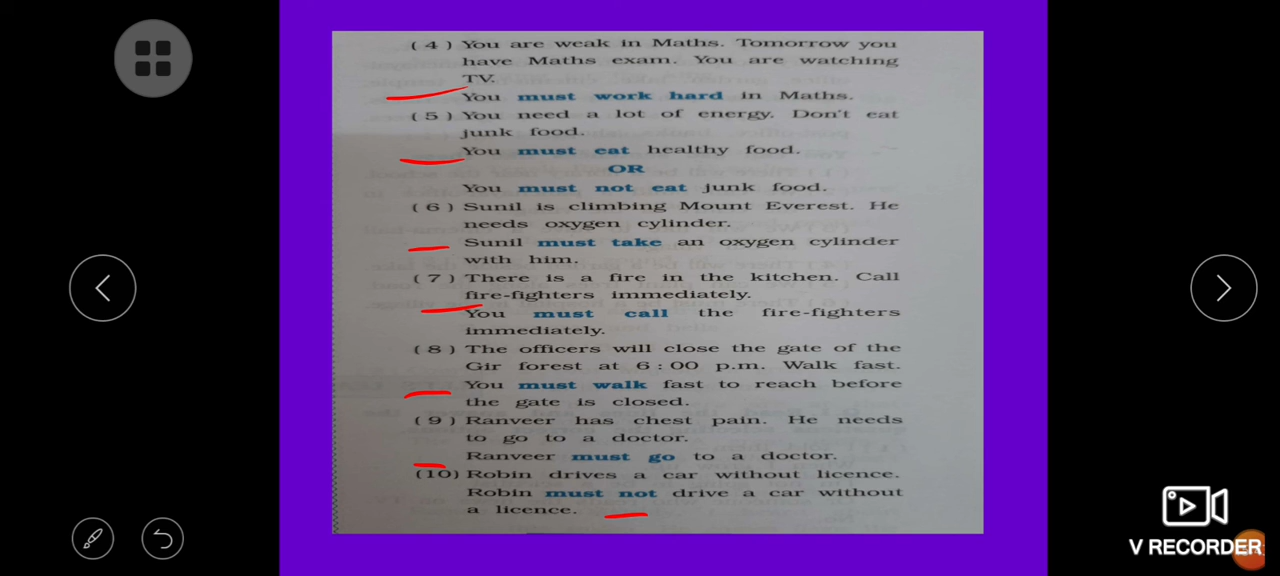 (4) You are weak in Maths. Tomorrow you
have Maths exam. You are watching
TV.
You must work hard in Maths.
(5) You need a lot of energy. Don't eat
junk food.
You must eat healthy food.
OR
You must not eat junk food.
(6) Sunil is climbing Mount Everest. He
needs oxygen cylinder.
Sunil must take an oxygen cylinder
with him.
(7) There is a fire in the kitchen. Call
fire-fighters immediately.
You must call the fire-fighters
immediately.
(8) The officers will close the gate of the
Gir forest at 6 : 00 p.m. Walk fast.
You must walk fast to reach before
the gate is closed.
(9) Ranveer has chest pain. He needs
to go to a doctor.
Ranveer must go to a doctor.
(10) Robin drives a car without licence.
Robin must not drive a car without
a licence.
V RECORDER